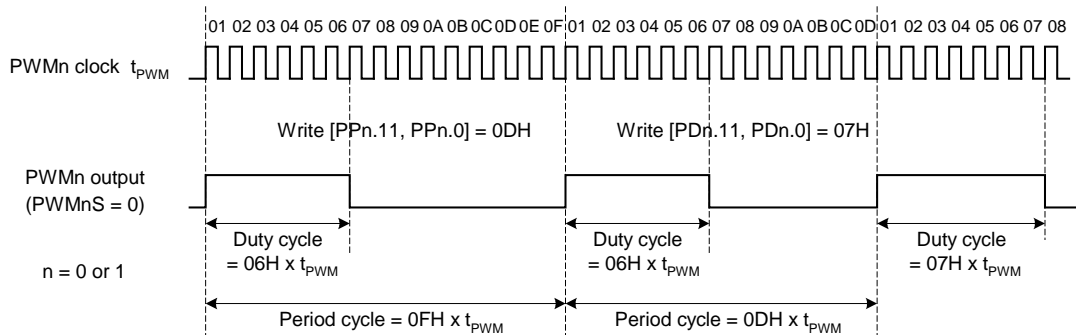 01 02 03 04 05 06 07 08 09 0A 0B 0C 0D 0E 0F 01 02 03 04 05 06 07 08 09 0A 0B 0C 0D 01 02 03 04 05 06 07 08
PWMn clock tPWM
Write [PPn.11, PPn.0] = 0DH
Write [PDn.11, PDn.0] = 07H
PWMn output
(PWMnS = 0)
Duty cycle
= 06H x tPWM
Duty cycle
= 06H x tPWM
Duty cycle
= 07H x tPWM
n = 0 or 1
Period cycle = 0FH x tPWM
Period cycle = 0DH x tPWM